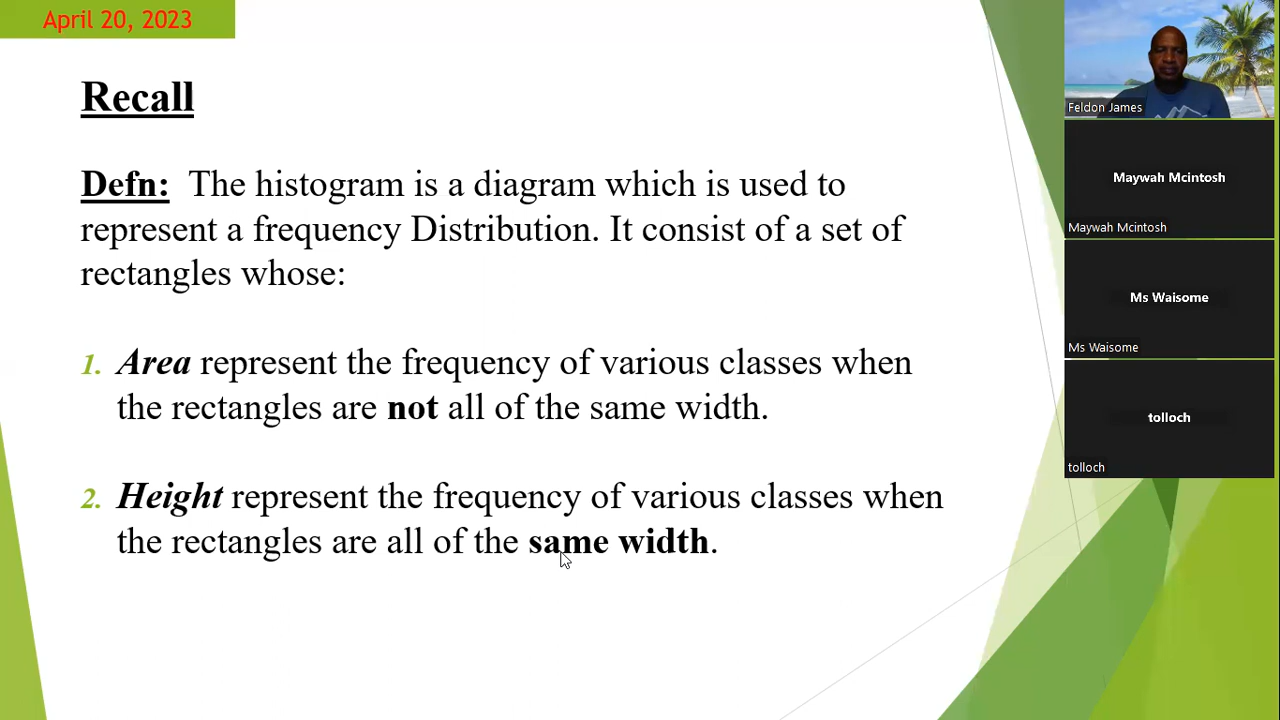 April 20, 2023
Recall
Defn: The histogram is a diagram which is used to
represent a frequency Distribution. It consist of a set of
rectangles whose:
1. Area represent the frequency of various classes when
the rectangles are not all of the same width.
2. Height represent the frequency of various classes when
the rectangles are all of the same width.
Feldon James
Maywah Mcintosh
Maywah Mcintosh
Ms Waisome
Ms Waisome
tolloch
tolloch